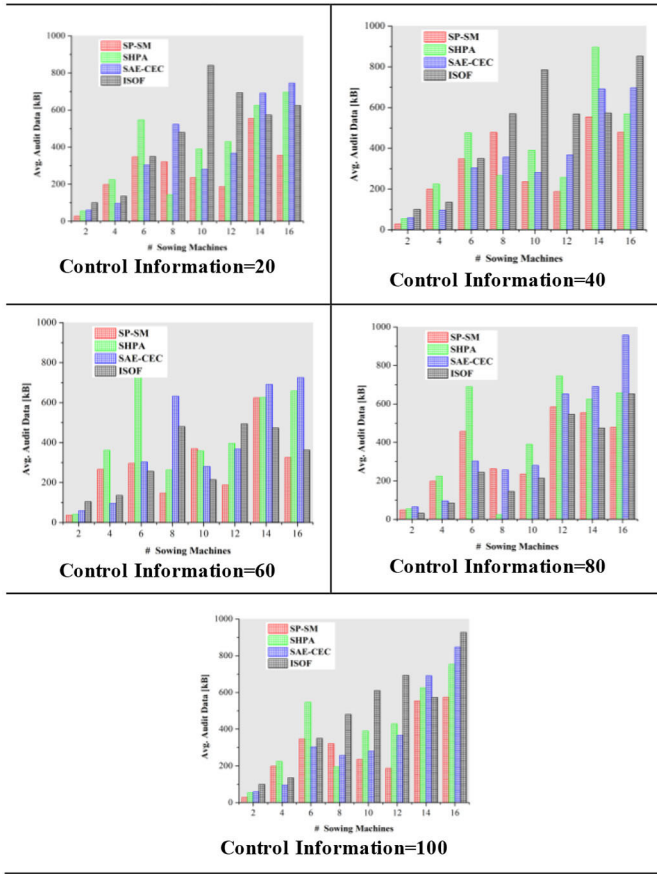 1000
800
600
400
200
0
Avg. Audit Data [kB]
SP-SM
SHPA
SAE-CEC
ISOF
2 4 6 8 10 12 14 16
# Sowing Machines
Control Information=20
1000
800
600
400
200
0
Avg. Audit Data [kB]
SP-SM
SHPA
SAE-CEC
ISOF
2 4 6 8 10 12 14 16
# Sowing Machines
Control Information=40
1000
800
600
400
200
0
Avg. Audit Data [kB]
SP-SM
SHPA
SAE-CEC
ISOF
2 4 6 8 10 12 14 16
# Sowing Machines
Control Information=60
1000
800
600
400
200
0
Avg. Audit Data [kB]
SP-SM
SHPA
SAE-CEC
ISOF
2 4 6 8 10 12 14 16
# Sowing Machines
Control Information=80
1000
800
600
400
200
0
Avg. Audit Data [kB]
SP-SM
SHPA
SAE-CEC
ISOF
2 4 6 8 10 12 14 16
# Sowing Machines
Control Information=100